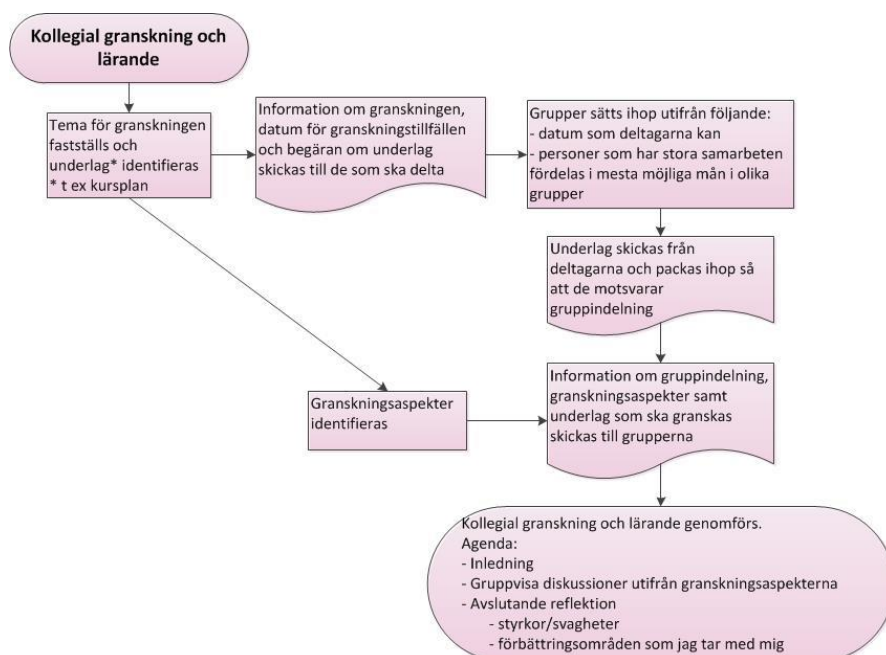 Kollegial granskning och
lärande
Tema för granskningen
fastställs och
underlag* identifieras
* t ex kursplan
Information om granskningen,
datum för granskningstillfällen
och begäran om underlag
skickas till de som ska delta
Grupper sätts ihop utifrån följande:
- datum som deltagarna kan
- personer som har stora samarbeten
fördelas i mesta möjliga mån i olika
grupper
Underlag skickas från
deltagarna och packas ihop så
att de motsvarar
gruppindelning
Granskningsaspekter
identifieras
Information om gruppindelning,
granskningsaspekter samt
underlag som ska granskas
skickas till grupperna
Kollegial granskning och lärande genomförs.
Agenda:
- Inledning
- Gruppvisa diskussioner utifrån granskningsaspekterna
- Avslutande reflektion
- styrkor/svagheter
- förbättringsområden som jag tar med mig